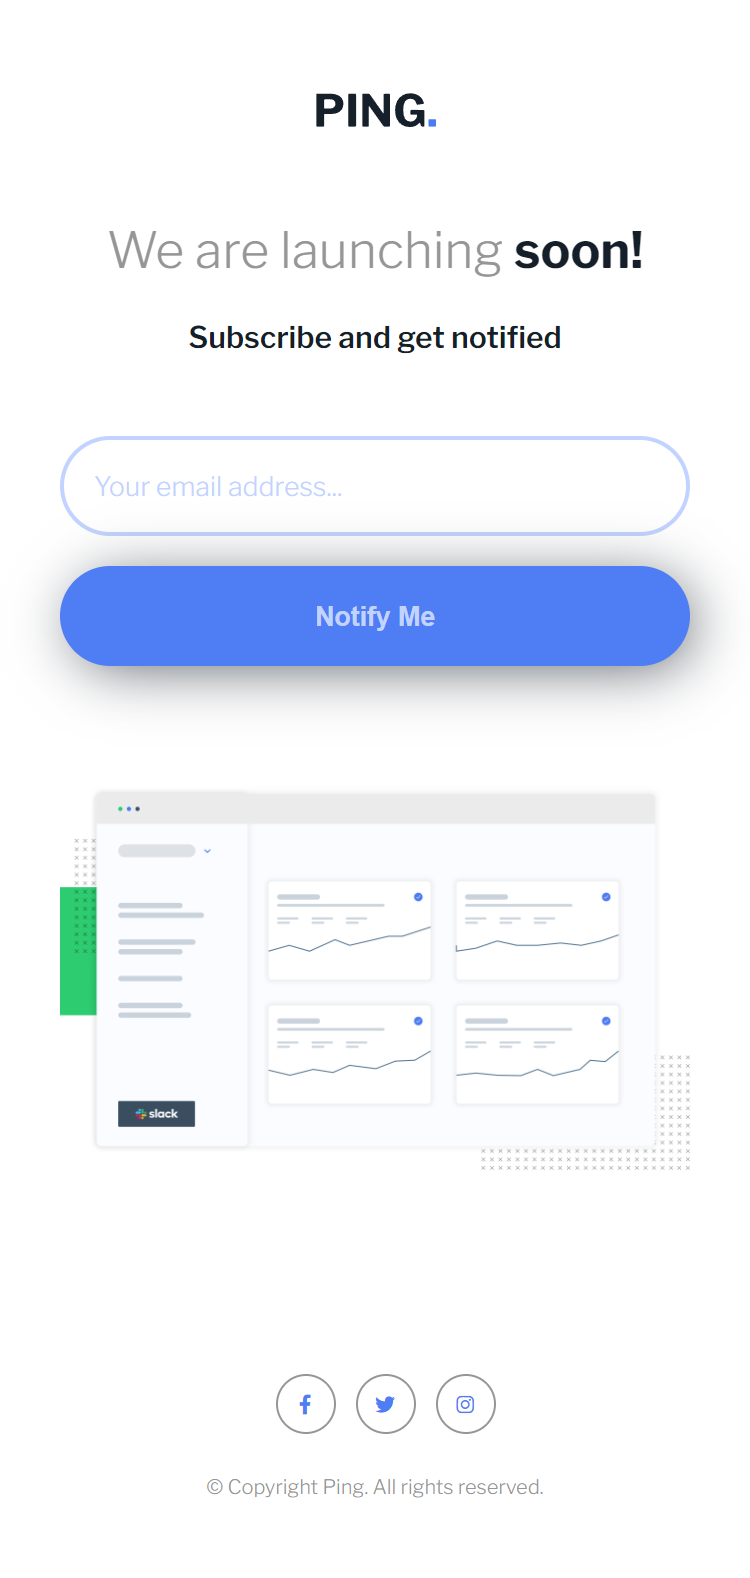 PING.
We are launching soon!
Subscribe and get notified
Your email address...
Notify Me
slack
© Copyright Ping. All rights reserved.